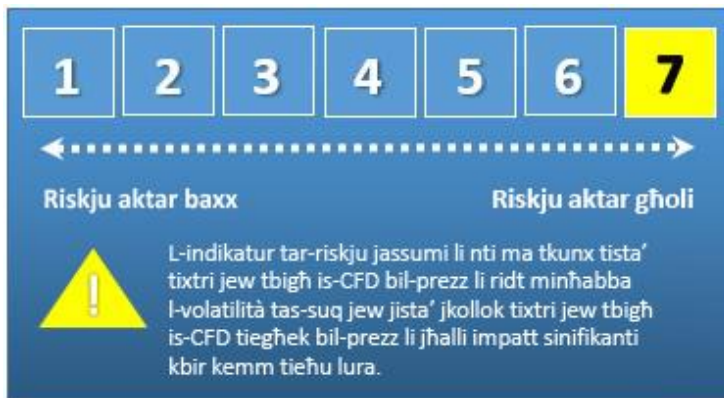 1 2 3 4 5 6 7
Riskju aktar baxx Riskju aktar għoli
!
L-indikatur tar-riskju jassumi li nti ma tkunx tista’
tixtri jew tbigħ is-CFD bil-prezz li ridt minħabba
l-volatilità tas-suq jew jista’ jkollok tixtri jew tbigħ
is-CFD tiegħek bil-prezz li jħalli impatt sinifikanti
kbir kemm tieħu lura.